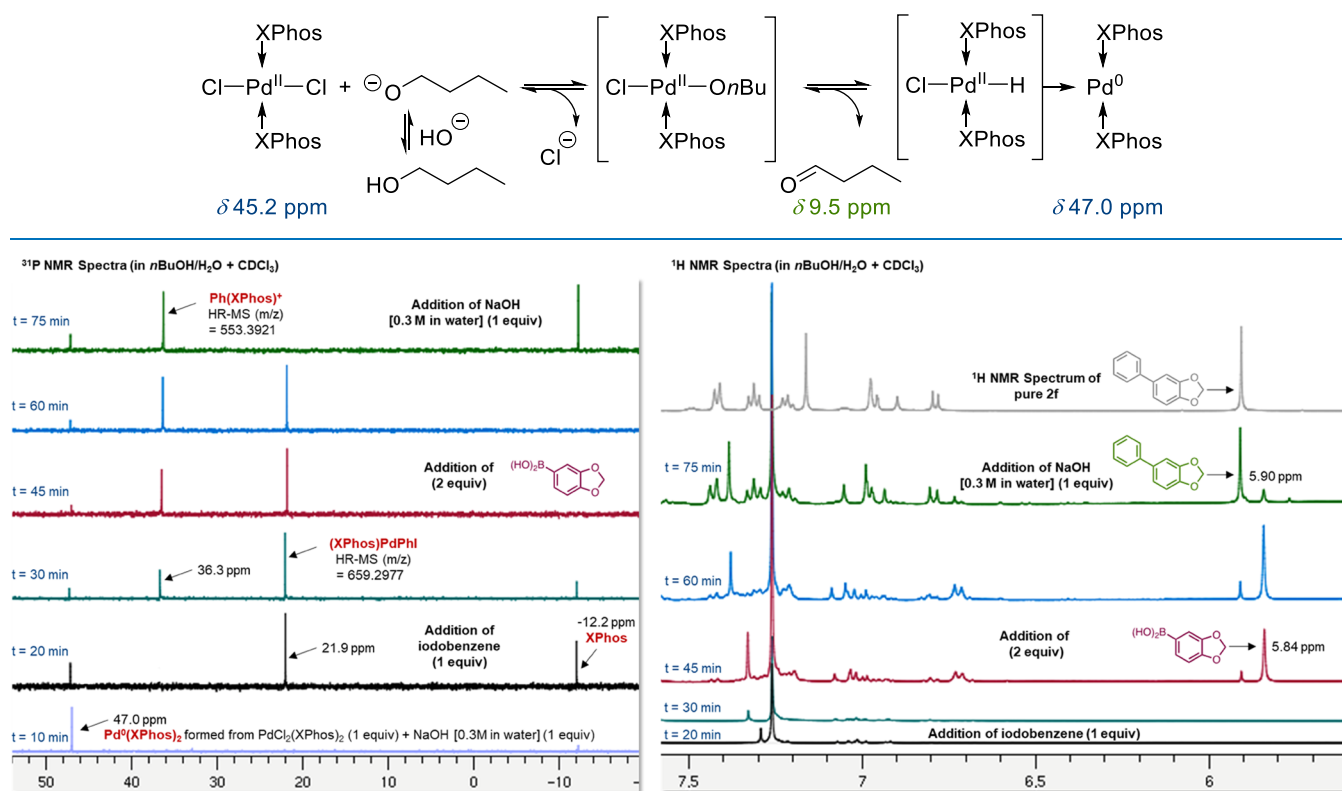 XPhos
Cl Pd^II Cl + ⊖O
XPhos
HO⊖
HO
Cl⊖
XPhos
Cl Pd^II OnBu
XPhos
O
XPhos
Cl Pd^II H
XPhos
XPhos
Pd^0
XPhos
δ 45.2 ppm
δ 9.5 ppm
δ 47.0 ppm
³¹P NMR Spectra (in nBuOH/H₂O + CDCl₃)
t = 75 min
Ph(XPhos)⁺
HR-MS (m/z)
= 553.3921
Addition of NaOH
[0.3 M in water] (1 equiv)
t = 60 min
t = 45 min
Addition of
(2 equiv)
(HO)₂B
O
O
t = 30 min
36.3 ppm
(XPhos)PdPhI
HR-MS (m/z)
= 659.2977
t = 20 min
21.9 ppm
Addition of
iodobenzene
(1 equiv)
-12.2 ppm
XPhos
t = 10 min
47.0 ppm
Pd⁰(XPhos)₂ formed from PdCl₂(XPhos)₂ (1 equiv) + NaOH [0.3M in water] (1 equiv)
50 40 30 20 10 0 −10 −
¹H NMR Spectra (in nBuOH/H₂O + CDCl₃)
¹H NMR Spectrum of
pure 2f
O
O
t = 75 min
Addition of NaOH
[0.3 M in water] (1 equiv)
O
O
5.90 ppm
t = 60 min
t = 45 min
Addition of
(2 equiv)
(HO)₂B
O
O
5.84 ppm
t = 30 min
t = 20 min
Addition of iodobenzene (1 equiv)
7.5 7 6.5 6